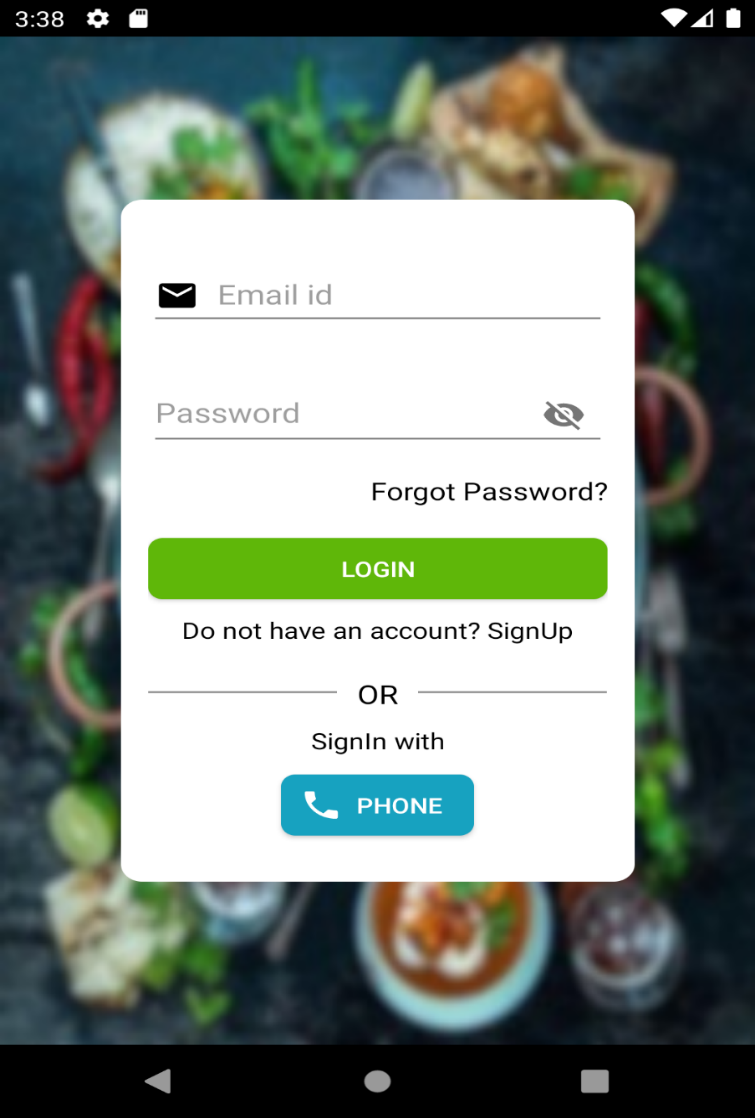 3:38
Email id
Password
Forgot Password?
LOGIN
Do not have an account? SignUp
OR
SignIn with
PHONE